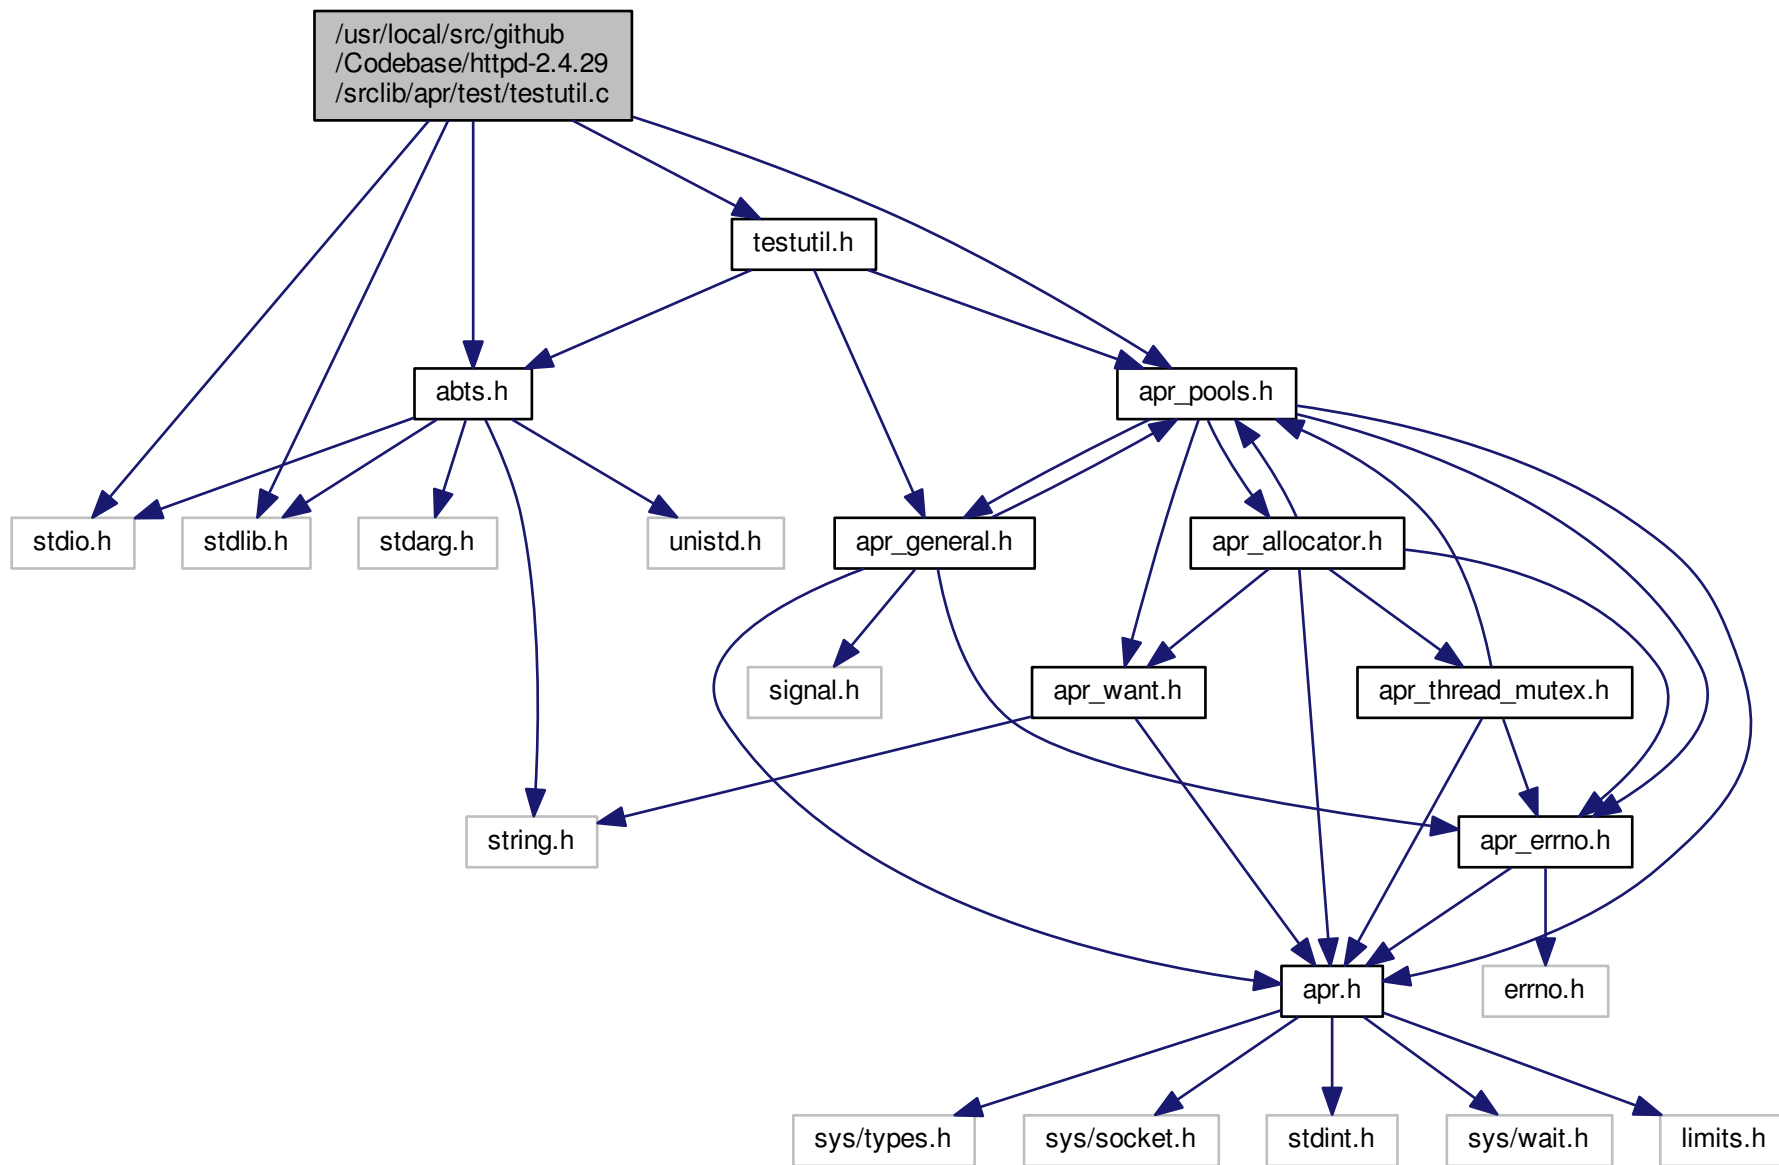 /usr/local/src/github
/Codebase/httpd-2.4.29
/srclib/apr/test/testutil.c
testutil.h
abts.h
apr_pools.h
stdio.h
stdlib.h
stdarg.h
unistd.h
apr_general.h
apr_allocator.h
signal.h
apr_want.h
apr_thread_mutex.h
string.h
apr_errno.h
apr.h
errno.h
sys/types.h
sys/socket.h
stdint.h
sys/wait.h
limits.h